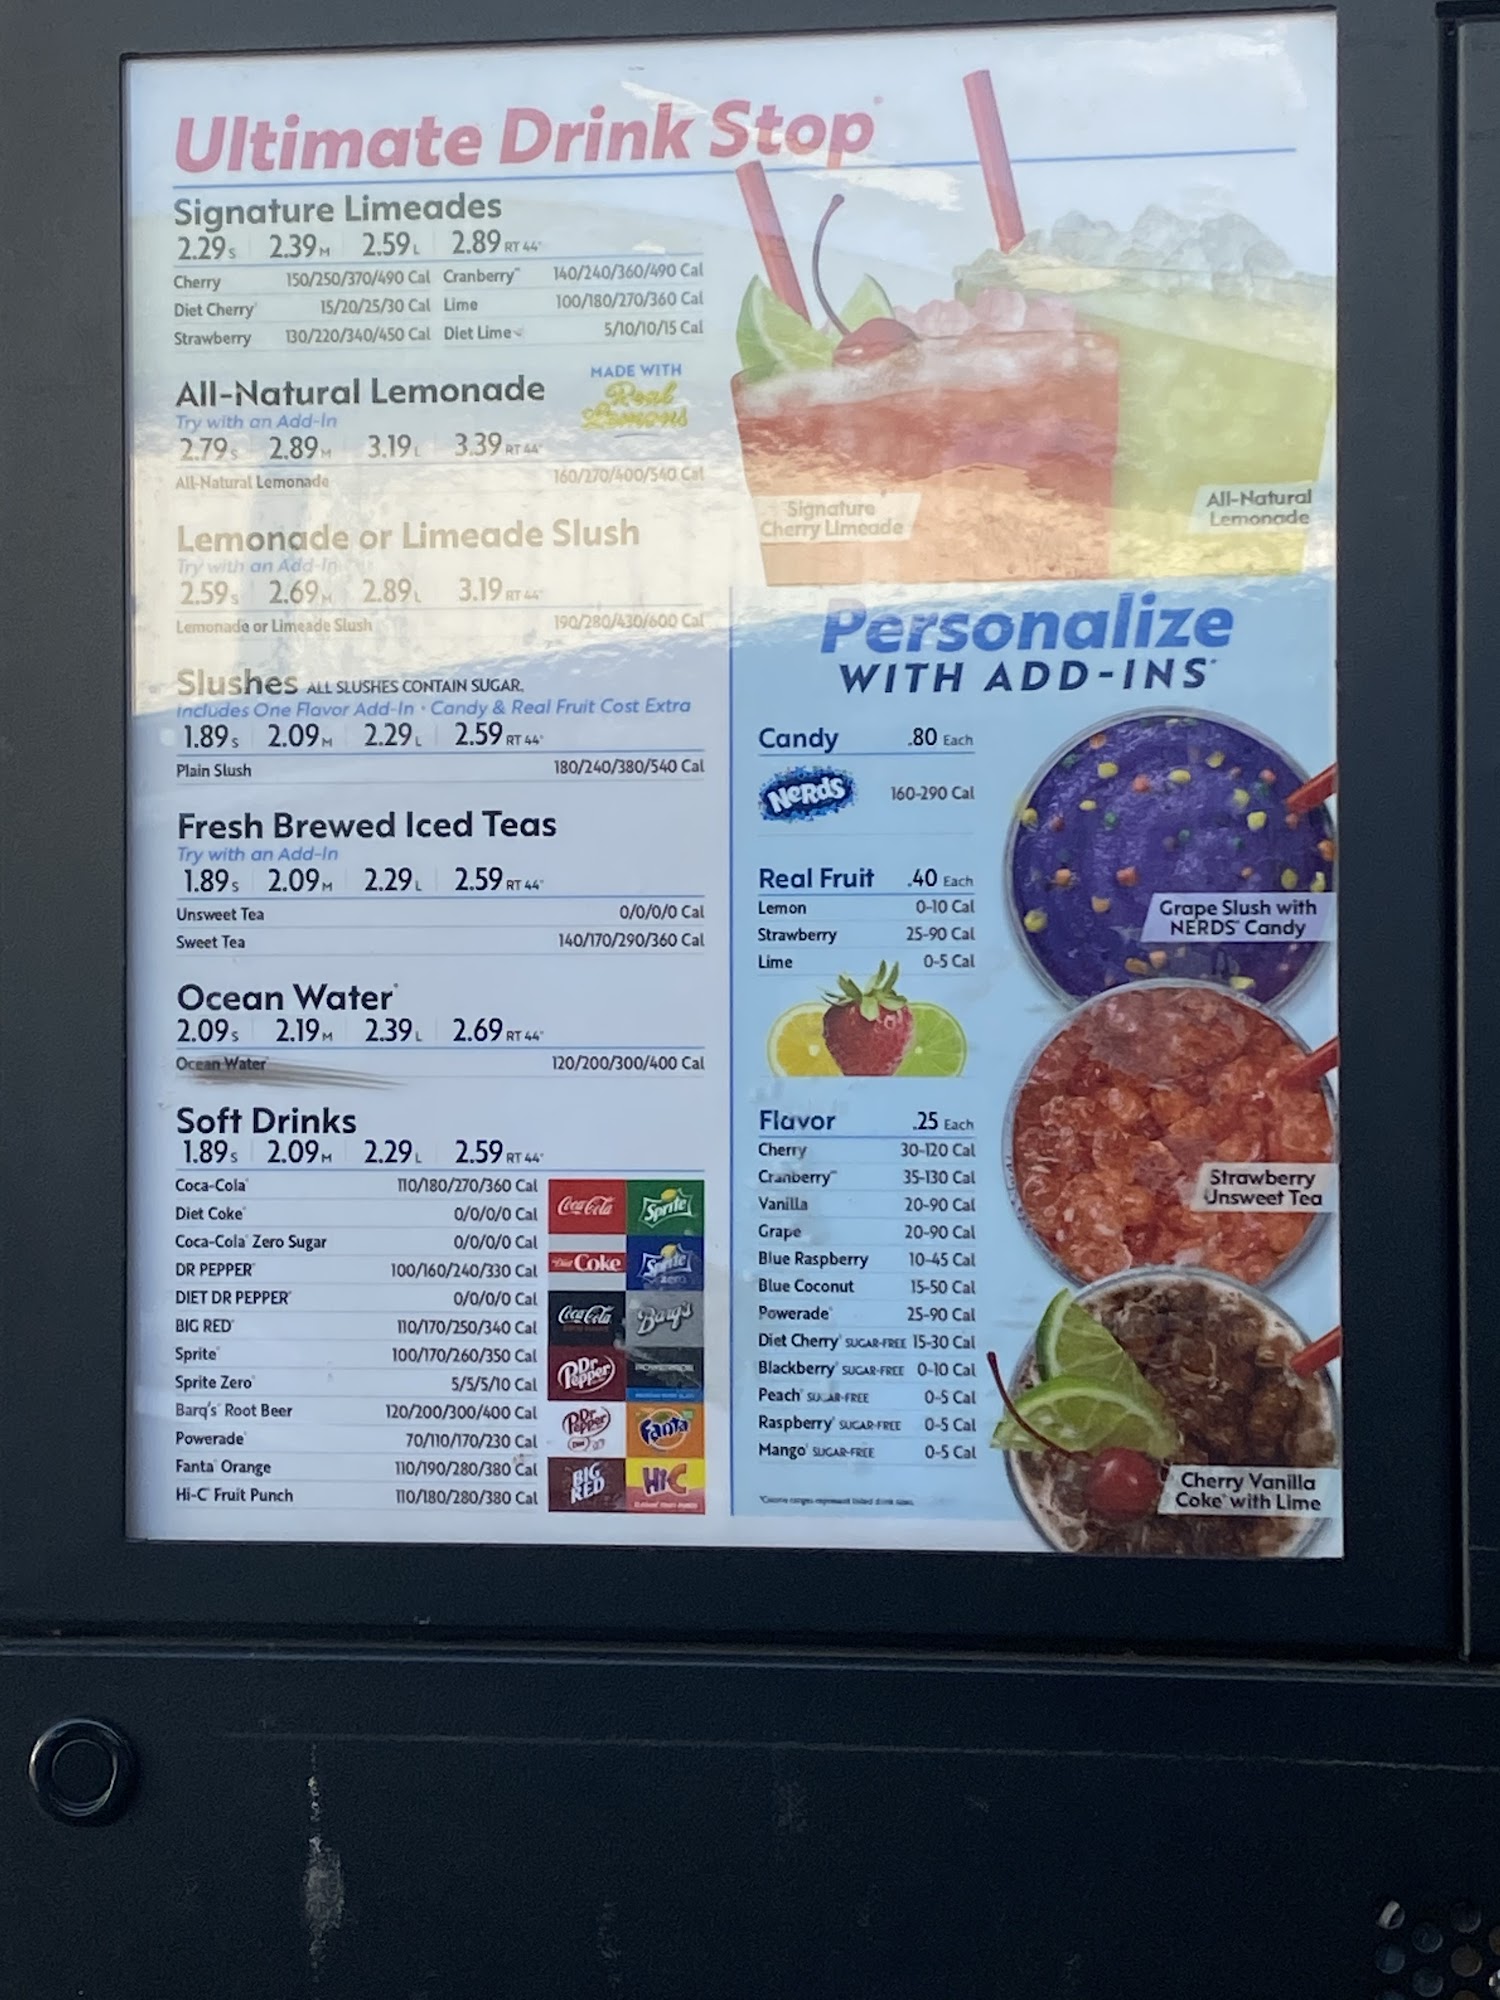 Ultimate Drink Stop
Signature Limeades
2.29 S 2.39 M 2.59 L 2.89 RT 44
Cherry 150/250/370/490 Cal Cranberry 140/240/360/490 Cal
Diet Cherry 15/20/25/30 Cal Lime 100/180/270/360 Cal
Strawberry 130/220/340/450 Cal Diet Lime 5/10/10/15 Cal
All-Natural Lemonade
MADE WITH
Real
Lemons
Try with an Add-In
2.79 S 2.89 M 3.19 L 3.39 RT 44
All-Natural Lemonade 160/270/400/540 Cal
Lemonade or Limeade Slush
Try with an Add-In
2.59 S 2.69 M 2.89 L 3.19 RT 44
Lemonade or Limeade Slush 190/280/430/600 Cal
Slushes ALL SLUSHES CONTAIN SUGAR.
Includes One Flavor Add-In • Candy & Real Fruit Cost Extra
1.89 S 2.09 M 2.29 L 2.59 RT 44
Plain Slush 180/240/380/540 Cal
Fresh Brewed Iced Teas
Try with an Add-In
1.89 S 2.09 M 2.29 L 2.59 RT 44
Unsweet Tea 0/0/0/0 Cal
Sweet Tea 140/170/290/360 Cal
Ocean Water
2.09 S 2.19 M 2.39 L 2.69 RT 44
Ocean Water 120/200/300/400 Cal
Soft Drinks
1.89 S 2.09 M 2.29 L 2.59 RT 44
Coca-Cola 110/180/270/360 Cal
Diet Coke 0/0/0/0 Cal
Coca-Cola Zero Sugar 0/0/0/0 Cal
DR PEPPER 100/160/240/330 Cal
DIET DR PEPPER 0/0/0/0 Cal
BIG RED 110/170/250/340 Cal
Sprite 100/170/260/350 Cal
Sprite Zero 5/5/5/10 Cal
Barq's Root Beer 120/200/300/400 Cal
Powerade 70/110/170/230 Cal
Fanta Orange 110/190/280/380 Cal
Hi-C Fruit Punch 110/180/280/380 Cal
Coca-Cola
Sprite
Diet Coke
Sprite
zero
Coca-Cola
Barq's
Dr Pepper
POWERADE
Dr Pepper
Fanta
BIG RED
Hi-C
Signature
Cherry Limeade
All-Natural
Lemonade
Personalize
WITH ADD-INS
Candy .80 Each
NeRds 160-290 Cal
Real Fruit .40 Each
Lemon 0-10 Cal
Strawberry 25-90 Cal
Lime 0-5 Cal
Flavor .25 Each
Cherry 30-120 Cal
Cranberry 35-130 Cal
Vanilla 20-90 Cal
Grape 20-90 Cal
Blue Raspberry 10-45 Cal
Blue Coconut 15-50 Cal
Powerade 25-90 Cal
Diet Cherry SUGAR-FREE 15-30 Cal
Blackberry SUGAR-FREE 0-10 Cal
Peach SUGAR-FREE 0-5 Cal
Raspberry SUGAR-FREE 0-5 Cal
Mango SUGAR-FREE 0-5 Cal
*Calorie ranges represent listed drink sizes.
Grape Slush with
NERDS Candy
Strawberry
Unsweet Tea
Cherry Vanilla
Coke with Lime